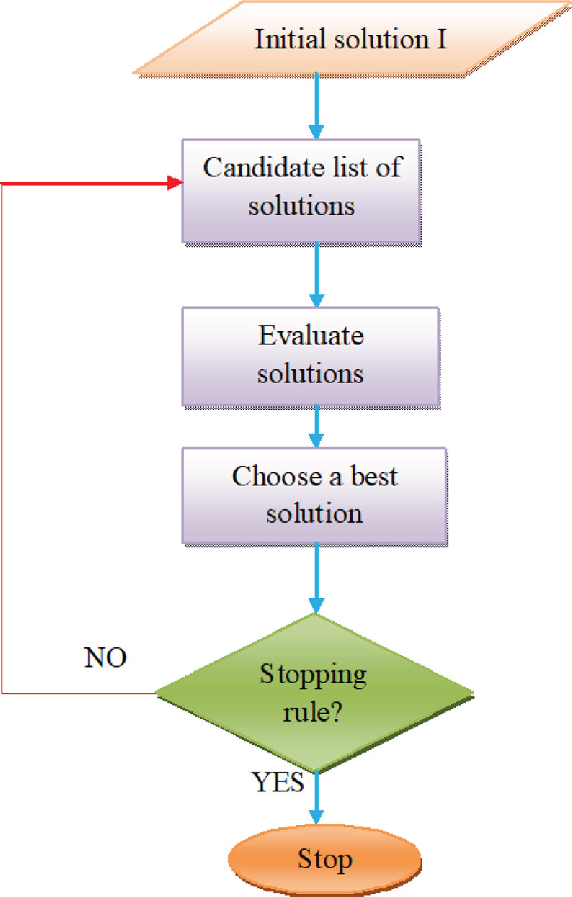 Initial solution I
Candidate list of
solutions
Evaluate
solutions
Choose a best
solution
NO
Stopping
rule?
YES
Stop